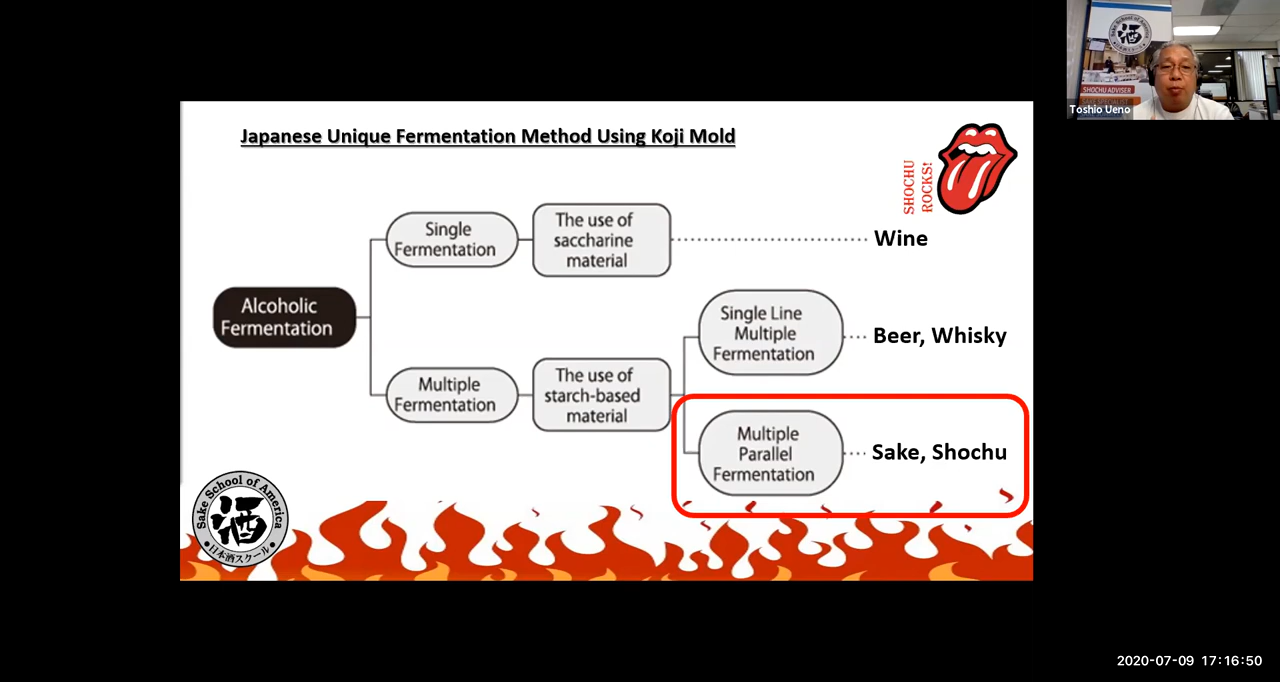 Japanese Unique Fermentation Method Using Koji Mold
SHOCHU
ROCKS!
Single
Fermentation
The use of
saccharine
material
Wine
Alcoholic
Fermentation
Single Line
Multiple
Fermentation
Beer, Whisky
Multiple
Fermentation
The use of
starch-based
material
Multiple
Parallel
Fermentation
Sake, Shochu
Sake School of America
酒
•日本酒スクール•
酒
SHOCHU ADVISER
Toshio Ueno
2020-07-09 17:16:50